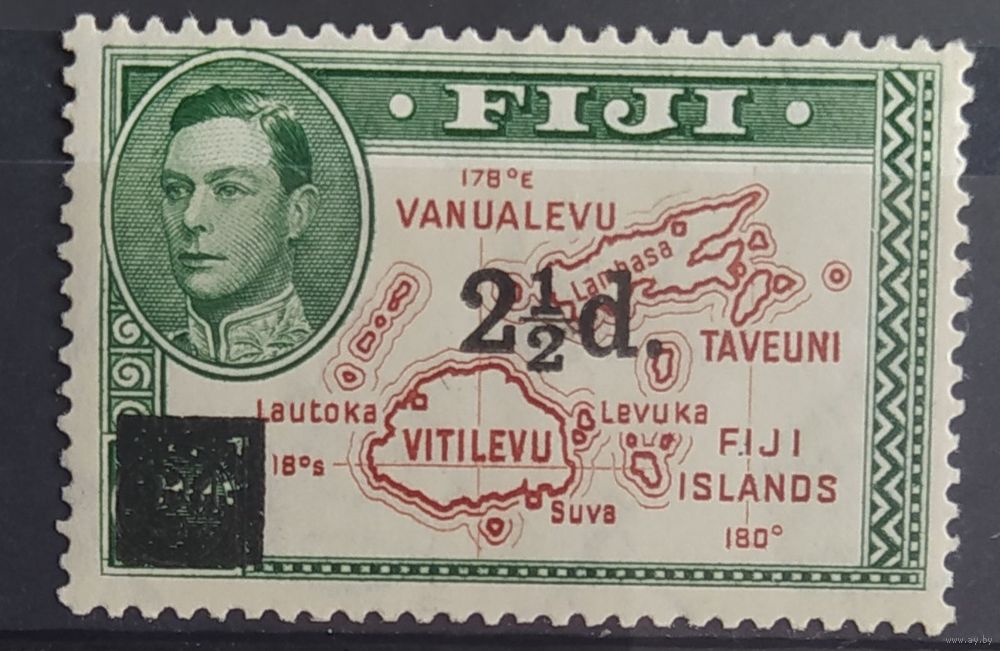 • FIJI •
178°E
VANUALEVU
Lambasa
2½d.
TAVEUNI
Lautoka
Levuka
VITILEVU
FIJI
ISLANDS
18°S
Suva
180°
www.ay.by